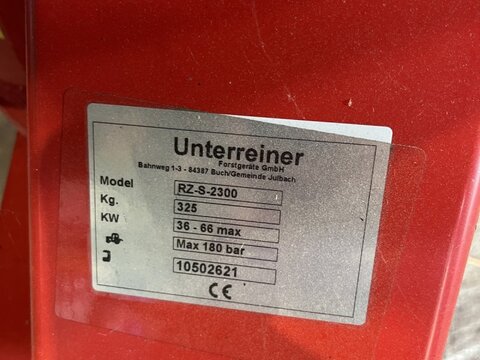 Unterreiner
Forstgeräte GmbH
Bahnweg 1-3 - 84387 Buch/Gemeinde Julbach
Model RZ-S-2300
Kg. 325
KW 36 - 66 max
Max 180 bar
10502621
CE